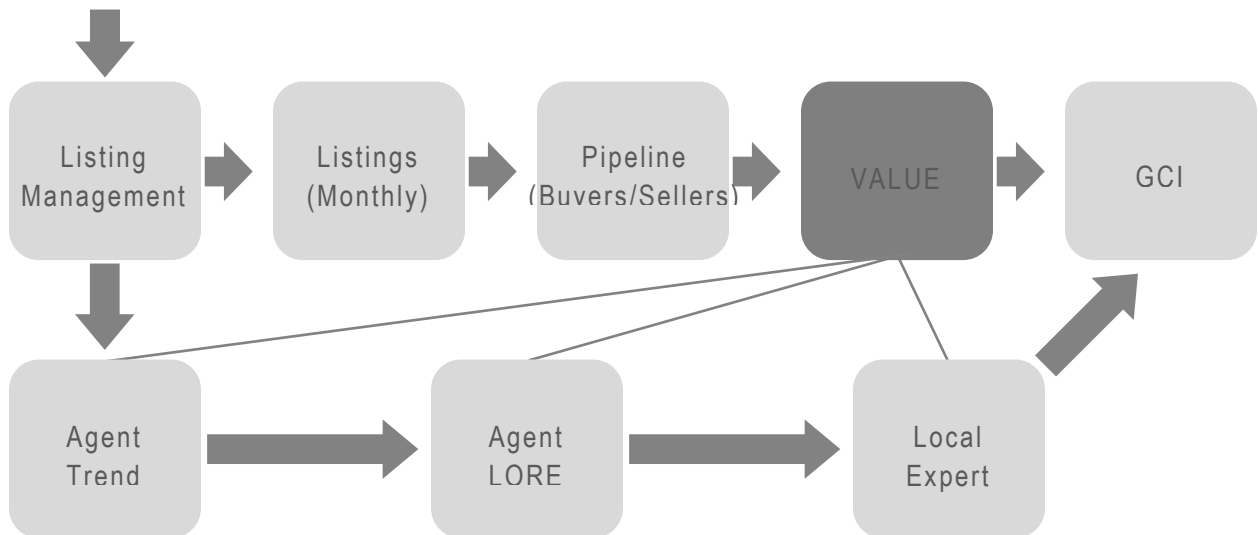 Listing
Management
Listings
(Monthly)
Pipeline
(Buyers/Sellers)
VALUE
GCI
Agent
Trend
Agent
LORE
Local
Expert